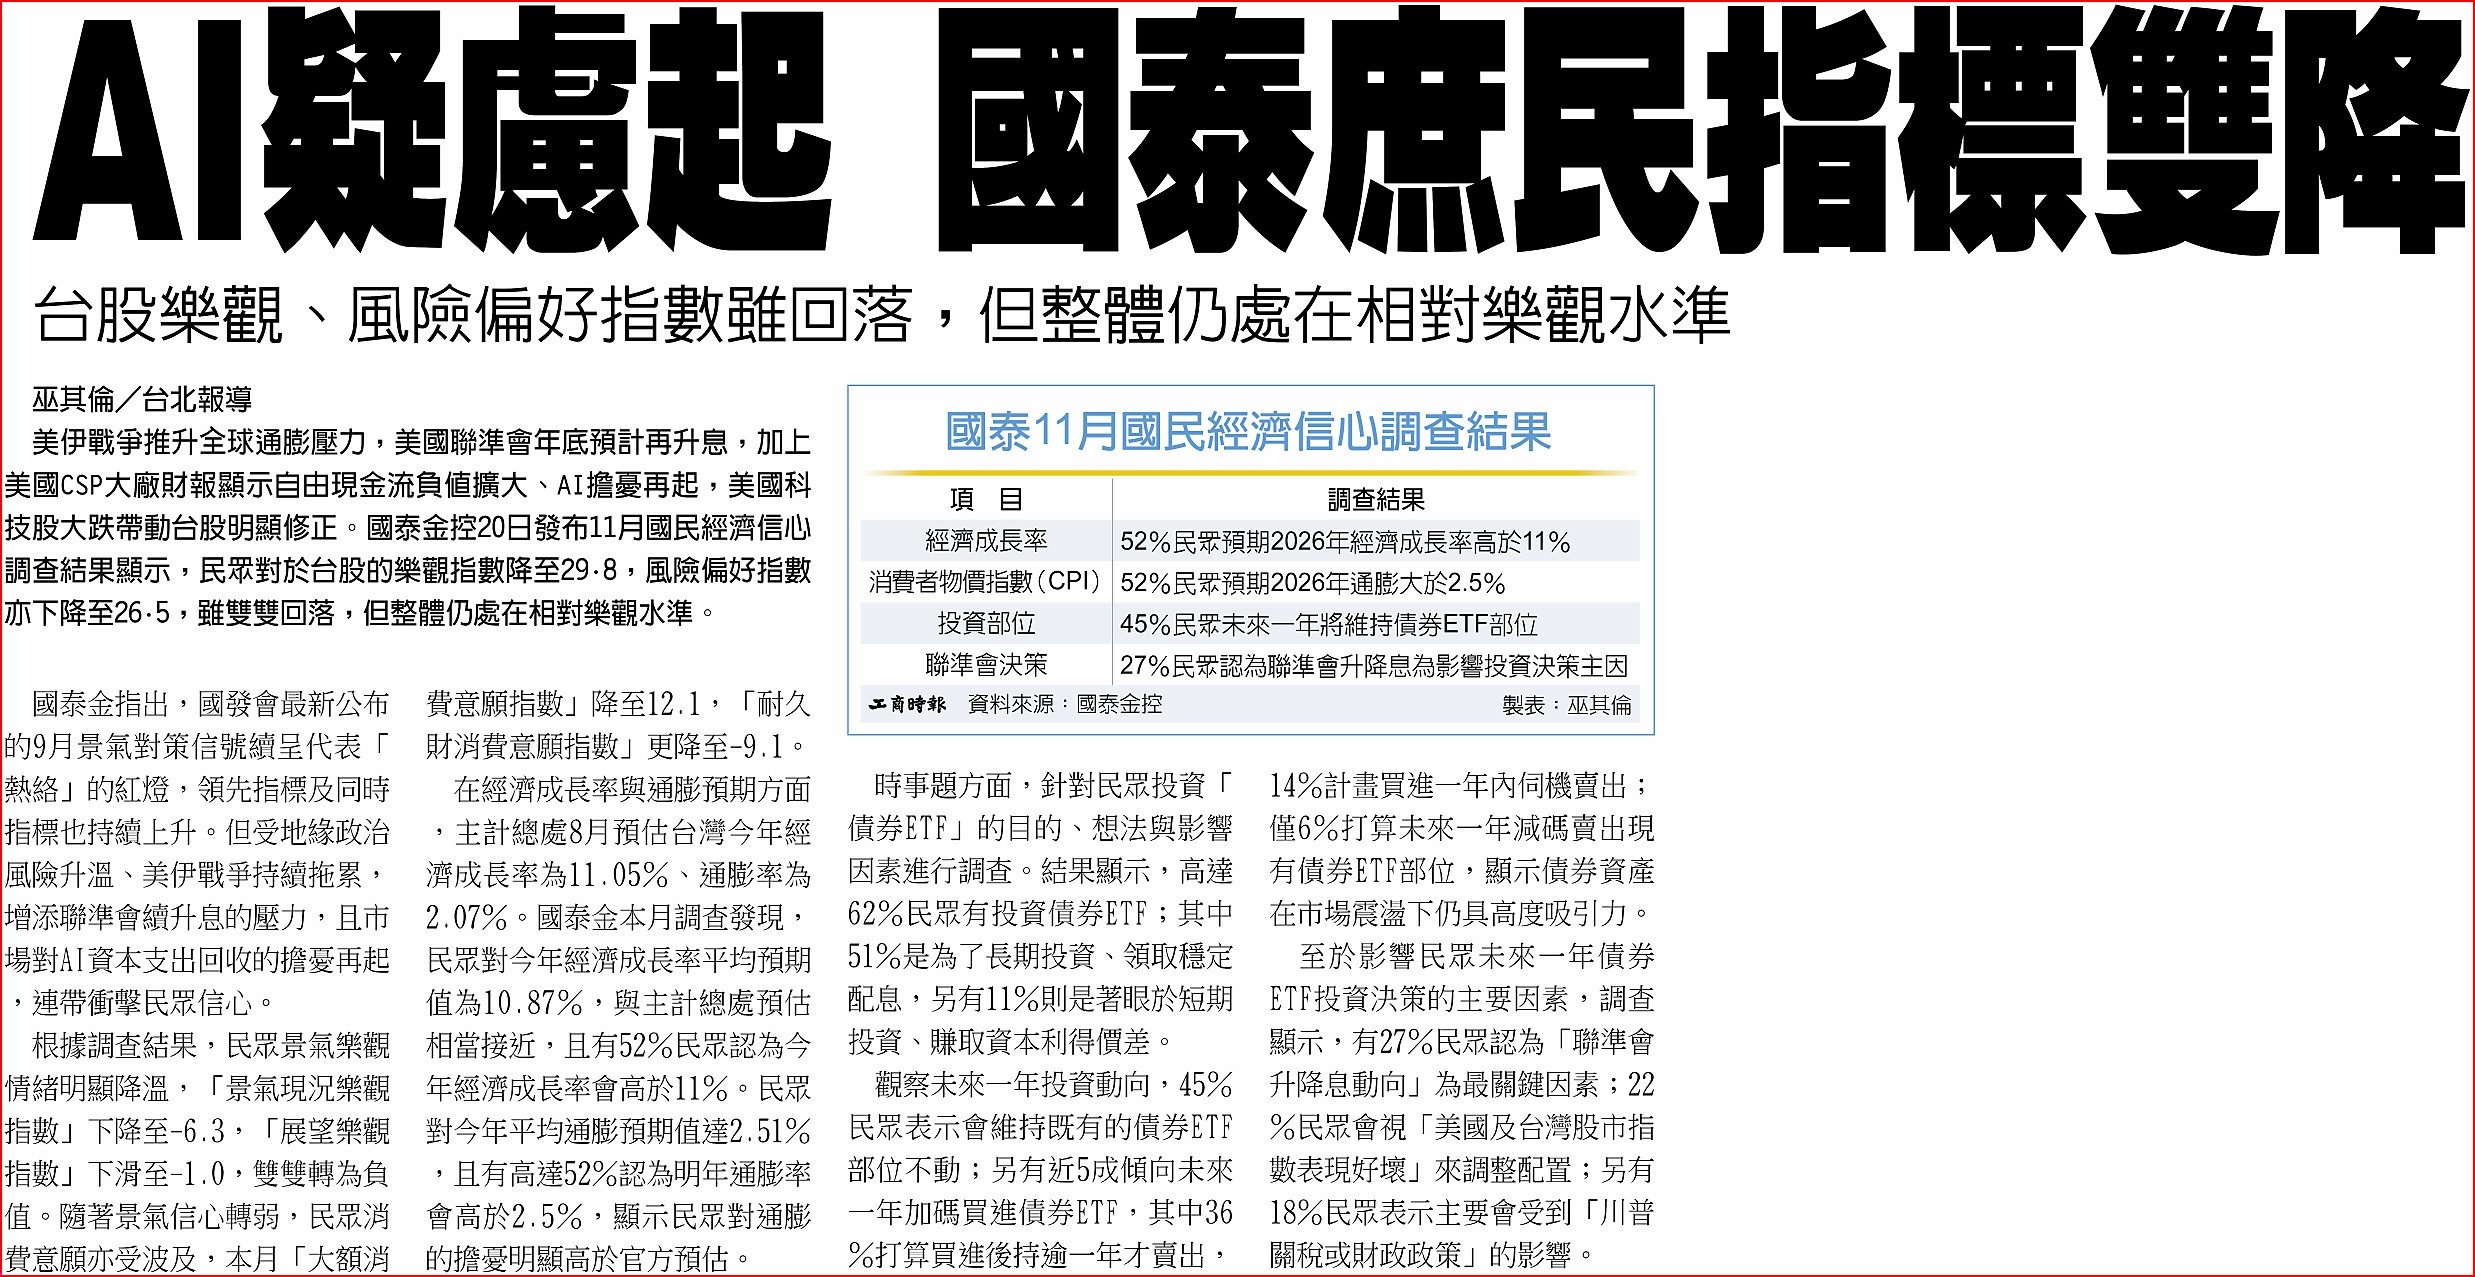 AI疑慮起 國泰庶民指標雙降
台股樂觀、風險偏好指數雖回落，但整體仍處在相對樂觀水準
巫其倫／台北報導
美伊戰爭推升全球通膨壓力，美國聯準會年底預計再升息，加上
美國CSP大廠財報顯示自由現金流負值擴大、AI擔憂再起，美國科
技股大跌帶動台股明顯修正。國泰金控20日發布11月國民經濟信心
調查結果顯示，民眾對於台股的樂觀指數降至29.8，風險偏好指數
亦下降至26.5，雖雙雙回落，但整體仍處在相對樂觀水準。
國泰金指出，國發會最新公布
的9月景氣對策信號續呈代表「
熱絡」的紅燈，領先指標及同時
指標也持續上升。但受地緣政治
風險升溫、美伊戰爭持續拖累，
增添聯準會續升息的壓力，且市
場對AI資本支出回收的擔憂再起
，連帶衝擊民眾信心。
根據調查結果，民眾景氣樂觀
情緒明顯降溫，「景氣現況樂觀
指數」下降至-6.3，「展望樂觀
指數」下滑至-1.0，雙雙轉為負
值。隨著景氣信心轉弱，民眾消
費意願亦受波及，本月「大額消
費意願指數」降至12.1，「耐久
財消費意願指數」更降至-9.1。
在經濟成長率與通膨預期方面
，主計總處8月預估台灣今年經
濟成長率為11.05%、通膨率為
2.07%。國泰金本月調查發現，
民眾對今年經濟成長率平均預期
值為10.87%，與主計總處預估
相當接近，且有52%民眾認為今
年經濟成長率會高於11%。民眾
對今年平均通膨預期值達2.51%
，且有高達52%認為明年通膨率
會高於2.5%，顯示民眾對通膨
的擔憂明顯高於官方預估。
國泰11月國民經濟信心調查結果
項　目 調查結果
經濟成長率 52%民眾預期2026年經濟成長率高於11%
消費者物價指數（CPI） 52%民眾預期2026年通膨大於2.5%
投資部位 45%民眾未來一年將維持債券ETF部位
聯準會決策 27%民眾認為聯準會升降息為影響投資決策主因
工商時報 資料來源：國泰金控 製表：巫其倫
時事題方面，針對民眾投資「
債券ETF」的目的、想法與影響
因素進行調查。結果顯示，高達
62%民眾有投資債券ETF；其中
51%是為了長期投資、領取穩定
配息，另有11%則是著眼於短期
投資、賺取資本利得價差。
觀察未來一年投資動向，45%
民眾表示會維持既有的債券ETF
部位不動；另有近5成傾向未來
一年加碼買進債券ETF，其中36
%打算買進後持逾一年才賣出，
14%計畫買進一年內伺機賣出；
僅6%打算未來一年減碼賣出現
有債券ETF部位，顯示債券資產
在市場震盪下仍具高度吸引力。
至於影響民眾未來一年債券
ETF投資決策的主要因素，調查
顯示，有27%民眾認為「聯準會
升降息動向」為最關鍵因素；22
%民眾會視「美國及台灣股市指
數表現好壞」來調整配置；另有
18%民眾表示主要會受到「川普
關稅或財政政策」的影響。